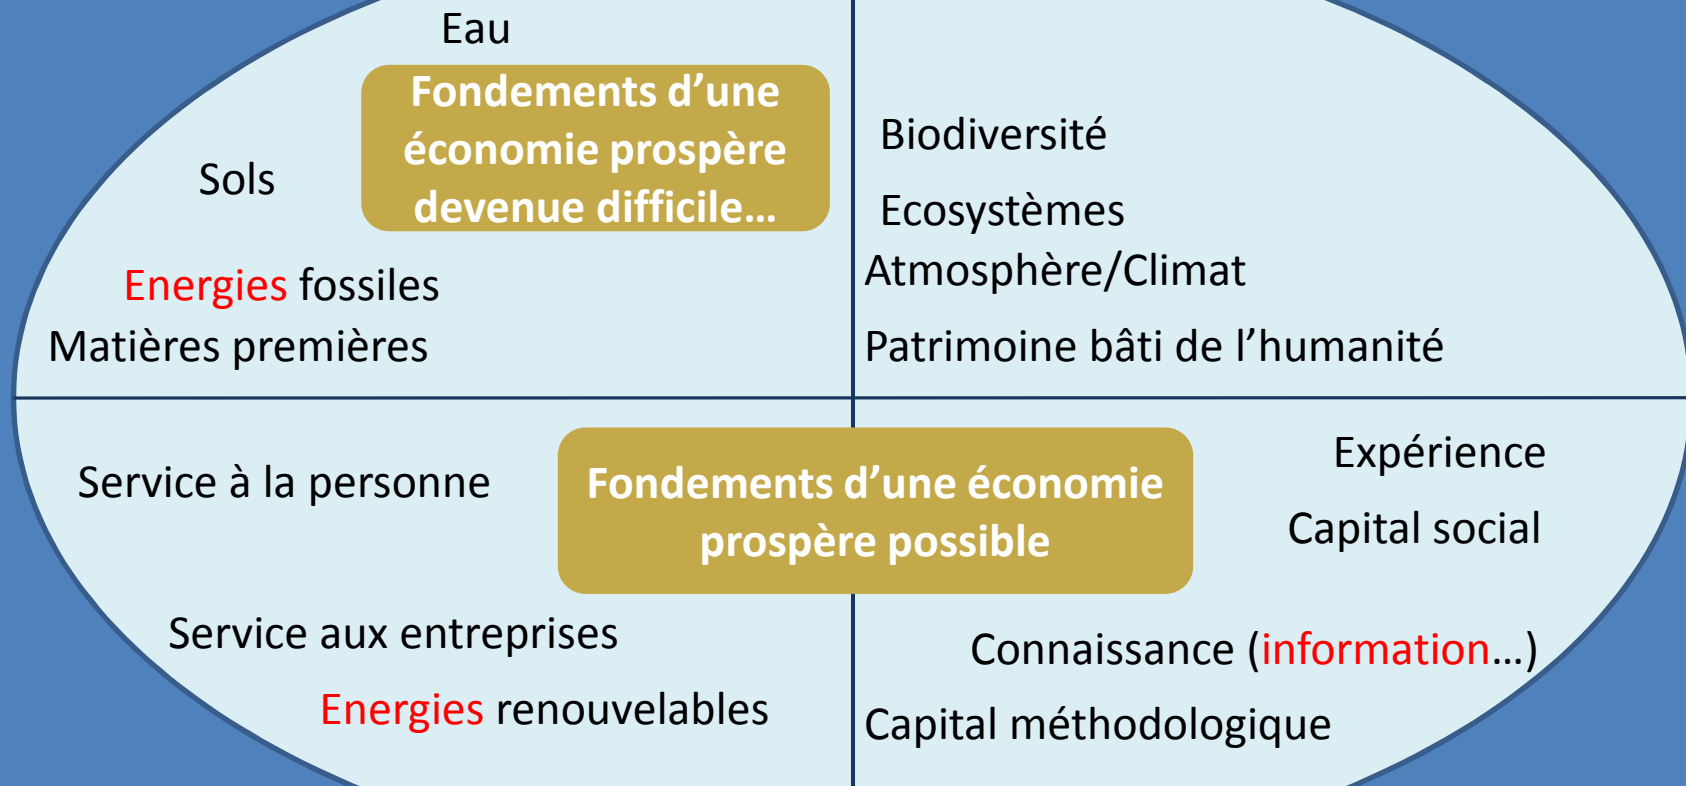 Eau
Fondements d’une
économie prospère
devenue difficile…
Sols
Energies fossiles
Matières premières
Biodiversité
Ecosystèmes
Atmosphère/Climat
Patrimoine bâti de l’humanité
Service à la personne
Fondements d’une économie
prospère possible
Service aux entreprises
Energies renouvelables
Expérience
Capital social
Connaissance (information…)
Capital méthodologique